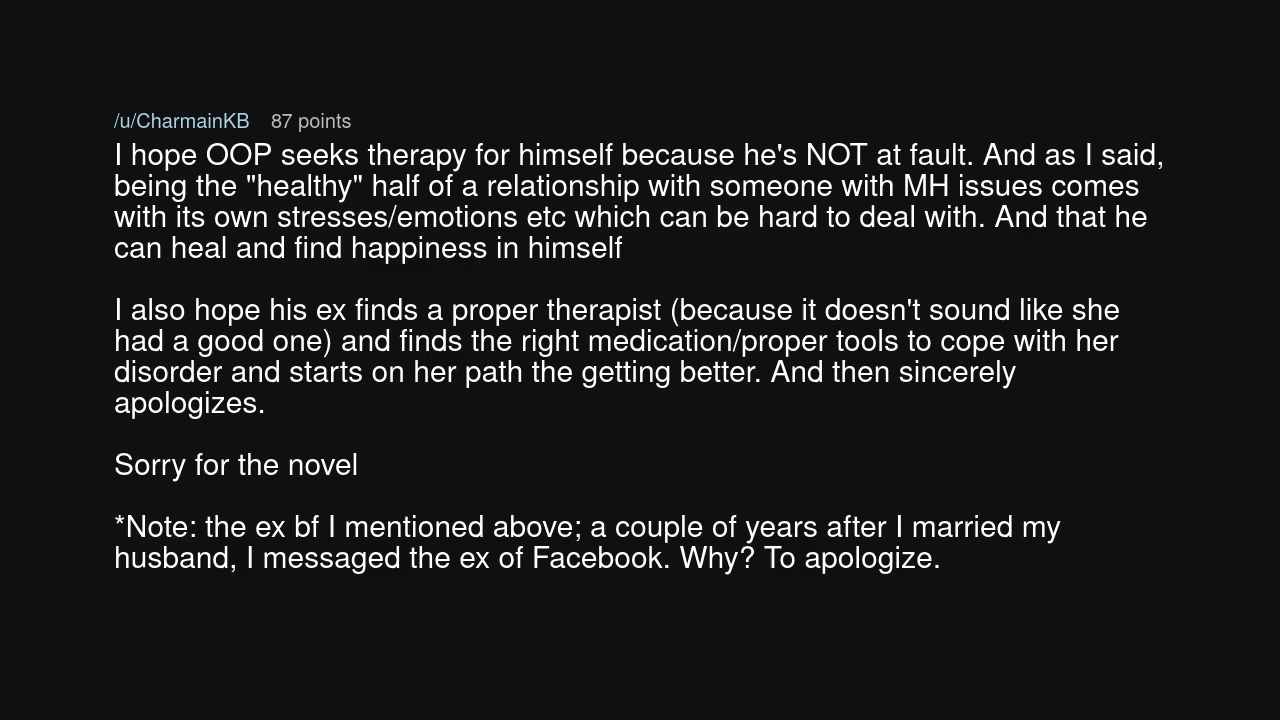 /u/CharmainKB 87 points
I hope OOP seeks therapy for himself because he's NOT at fault. And as I said,
being the "healthy" half of a relationship with someone with MH issues comes
with its own stresses/emotions etc which can be hard to deal with. And that he
can heal and find happiness in himself
I also hope his ex finds a proper therapist (because it doesn't sound like she
had a good one) and finds the right medication/proper tools to cope with her
disorder and starts on her path the getting better. And then sincerely
apologizes.
Sorry for the novel
*Note: the ex bf I mentioned above; a couple of years after I married my
husband, I messaged the ex of Facebook. Why? To apologize.